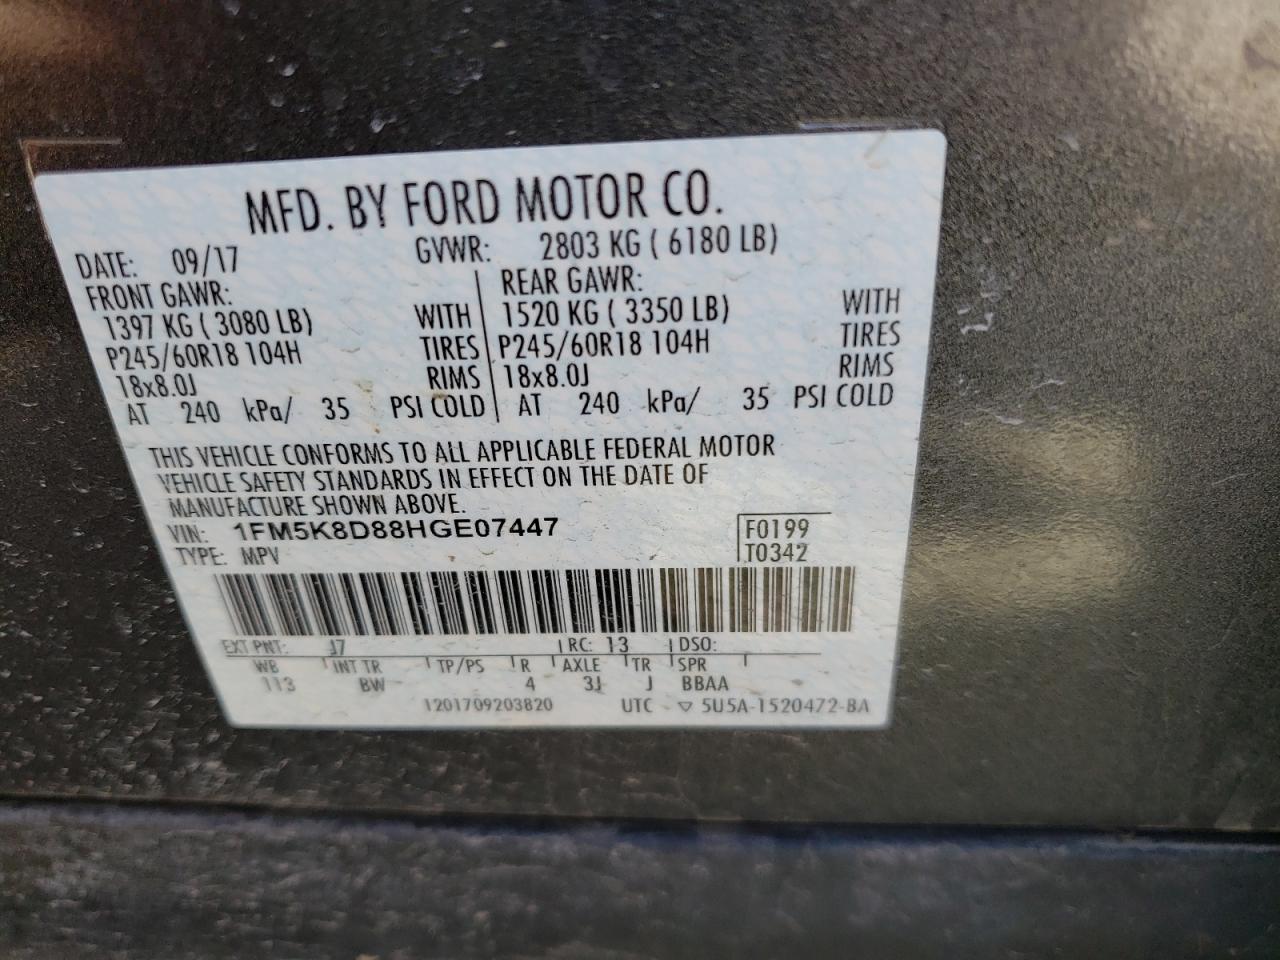 MFD. BY FORD MOTOR CO.
DATE: 09/17 GVWR: 2803 KG ( 6180 LB)
FRONT GAWR: REAR GAWR:
1397 KG ( 3080 LB) WITH 1520 KG ( 3350 LB) WITH
P245/60R18 104H TIRES P245/60R18 104H TIRES
18x8.0J RIMS 18x8.0J RIMS
AT 240 kPa/ 35 PSI COLD AT 240 kPa/ 35 PSI COLD
THIS VEHICLE CONFORMS TO ALL APPLICABLE FEDERAL MOTOR
VEHICLE SAFETY STANDARDS IN EFFECT ON THE DATE OF
MANUFACTURE SHOWN ABOVE.
VIN: 1FM5K8D88HGE07447 F0199
TYPE: MPV T0342
EXT PNT: J7 RC: 13 DSO:
WB INT TR TP/PS R AXLE TR SPR
113 BW 4 3J J BBAA
1201709203820 UTC ▽ 5U5A-1520472-BA